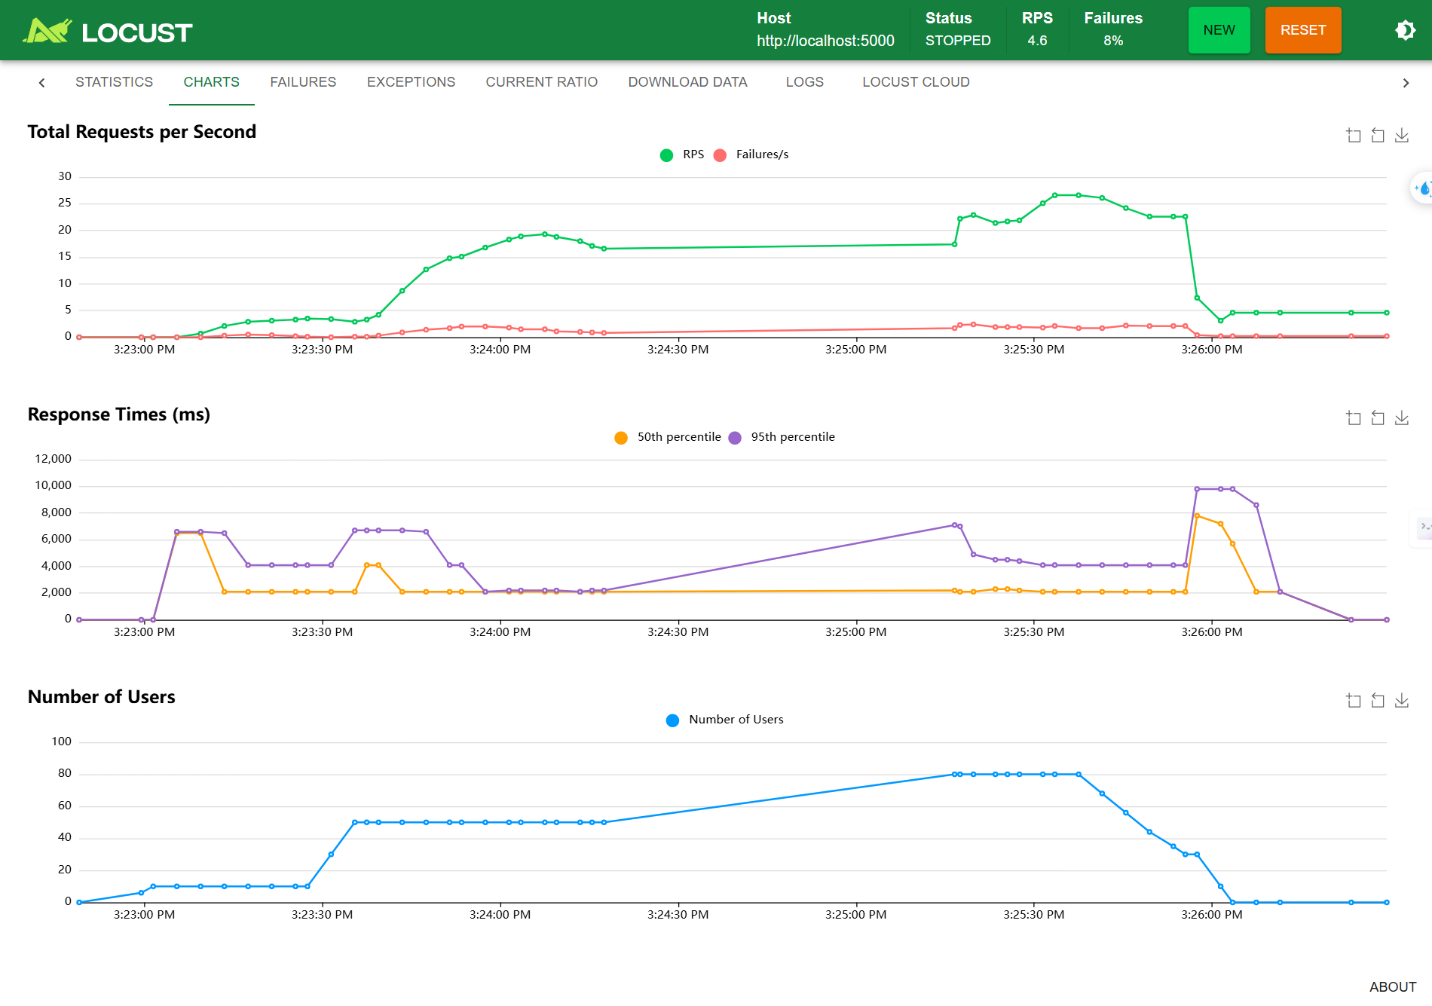 LOCUST
Host
http://localhost:5000
Status
STOPPED
RPS
4.6
Failures
8%
NEW
RESET
STATISTICS
CHARTS
FAILURES
EXCEPTIONS
CURRENT RATIO
DOWNLOAD DATA
LOGS
LOCUST CLOUD
Total Requests per Second
RPS
Failures/s
30
25
20
15
10
5
0
3:23:00 PM
3:23:30 PM
3:24:00 PM
3:24:30 PM
3:25:00 PM
3:25:30 PM
3:26:00 PM
Response Times (ms)
50th percentile
95th percentile
12,000
10,000
8,000
6,000
4,000
2,000
0
3:23:00 PM
3:23:30 PM
3:24:00 PM
3:24:30 PM
3:25:00 PM
3:25:30 PM
3:26:00 PM
Number of Users
Number of Users
100
80
60
40
20
0
3:23:00 PM
3:23:30 PM
3:24:00 PM
3:24:30 PM
3:25:00 PM
3:25:30 PM
3:26:00 PM
ABOUT